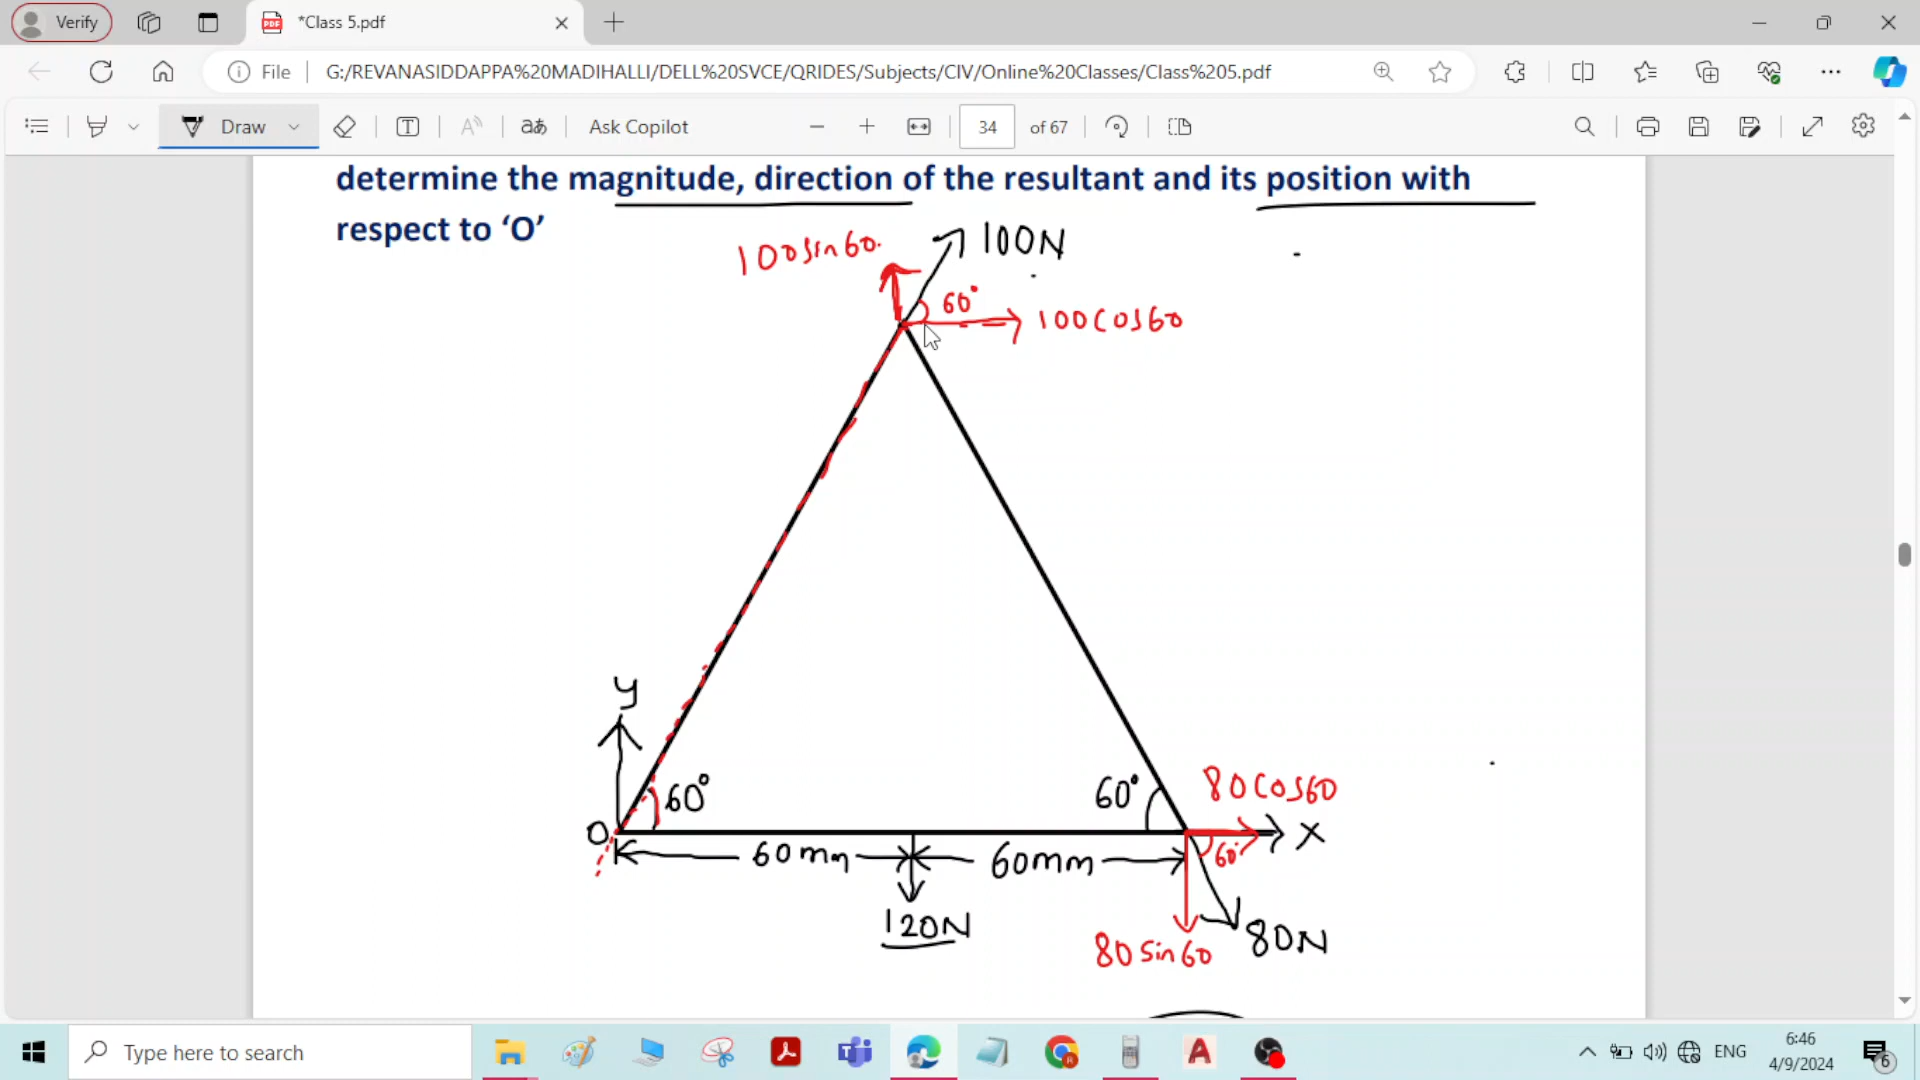 Verify
*Class 5.pdf
File
G:/REVANASIDDAPPA%20MADIHALLI/DELL%20SVCE/QRIDES/Subjects/CIV/Online%20Classes/Class%205.pdf
Draw
Ask Copilot
34 of 67
determine the magnitude, direction of the resultant and its position with
respect to ‘O’
100sin60.
100N
60°
100cos60
y
60°
60°
80cos60
O
X
60mm
60mm
60°
120N
80sin60
80N
Type here to search
ENG
6:46
4/9/2024
6